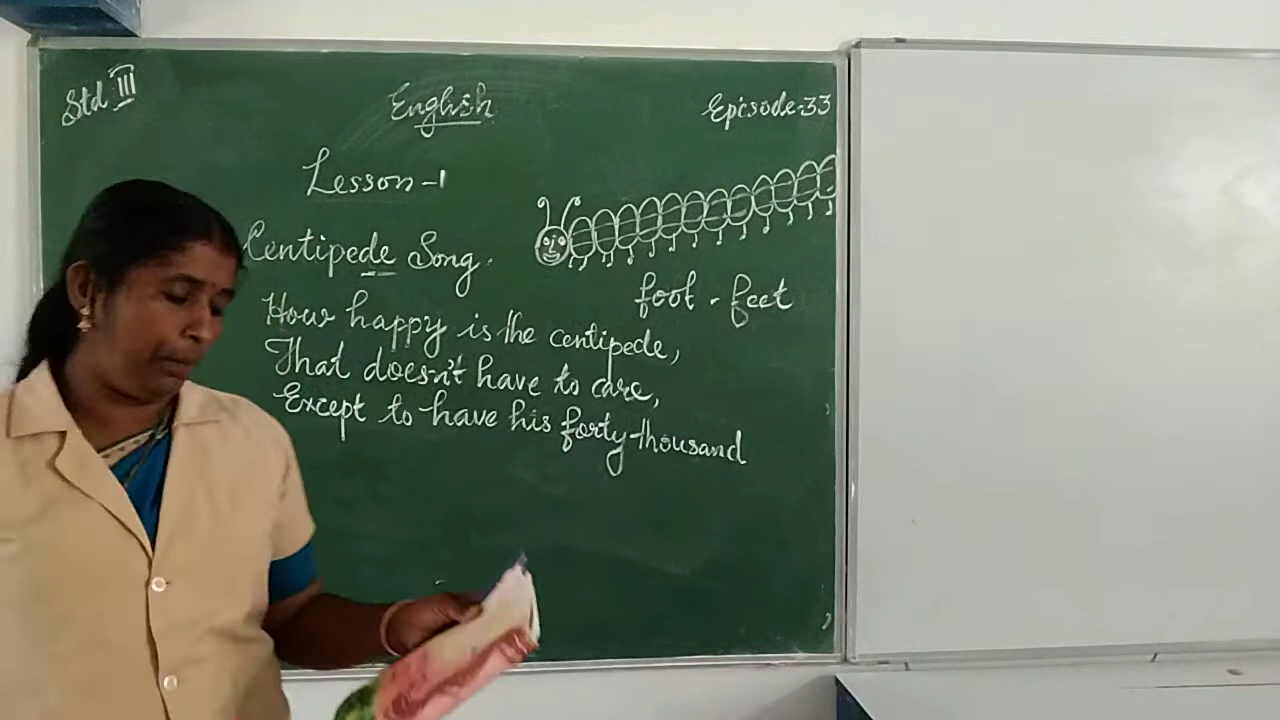 Std III
English
Episode-33
Lesson-1
Centipede Song.
foot - feet
How happy is the centipede,
That doesn't have to care,
Except to have his forty-thousand